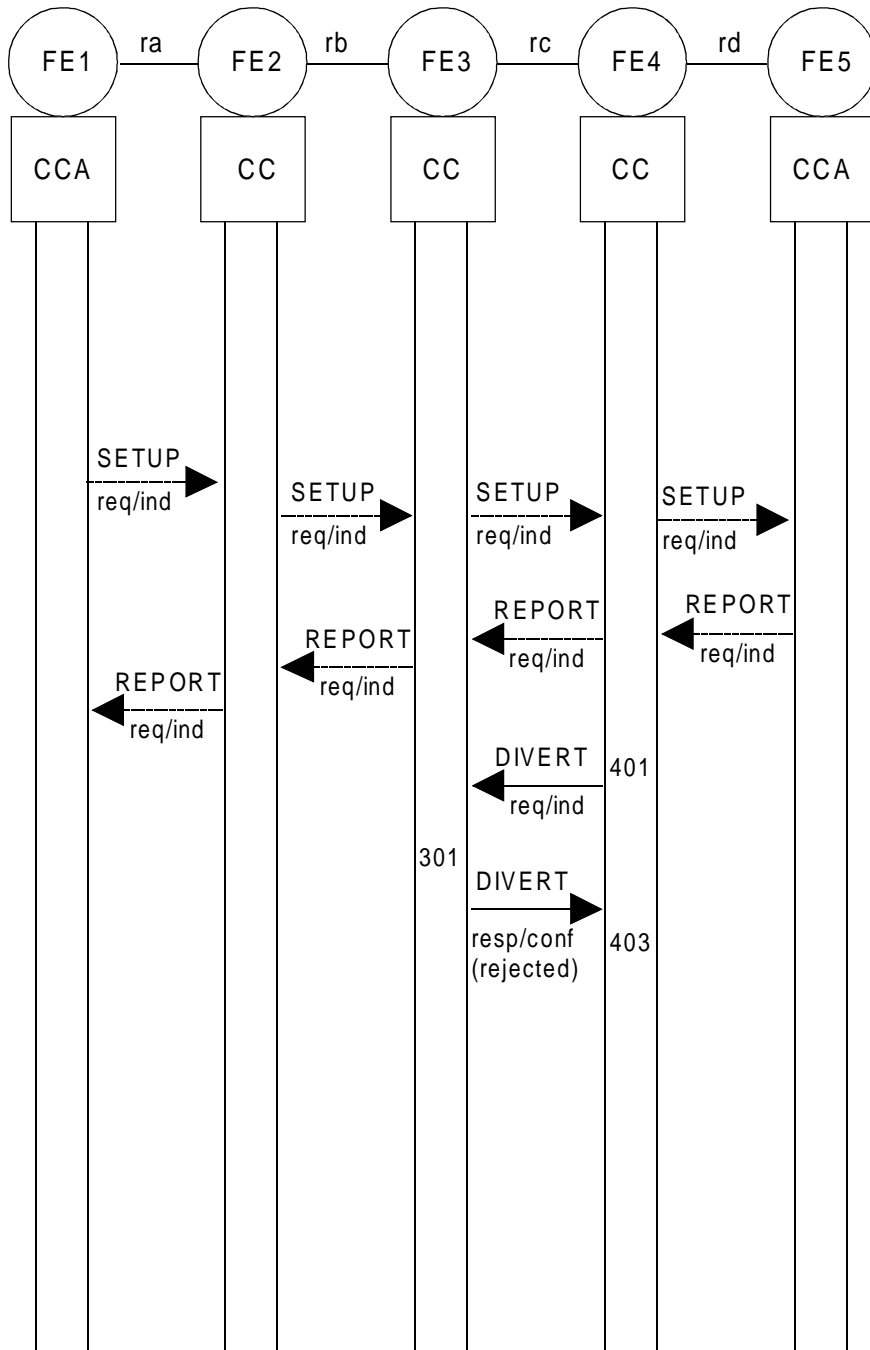 FE1 ra FE2 rb FE3 rc FE4 rd FE5
CCA CC CC CC CCA
SETUP
req/ind
SETUP
req/ind
SETUP
req/ind
SETUP
req/ind
REPORT
req/ind
REPORT
req/ind
REPORT
req/ind
REPORT
req/ind
DIVERT
req/ind
401
301
DIVERT
resp/conf
(rejected)
403